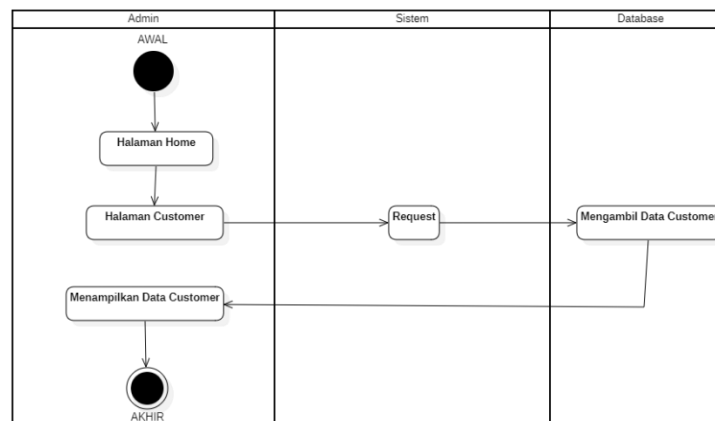 Admin
Sistem
Database
AWAL
Halaman Home
Halaman Customer
Request
Mengambil Data Customer
Menampilkan Data Customer
AKHIR